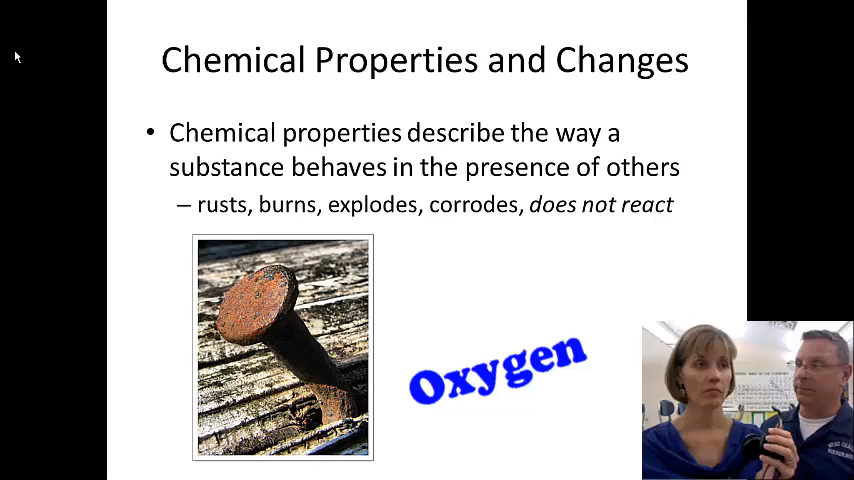 Chemical Properties and Changes
• Chemical properties describe the way a
substance behaves in the presence of others
– rusts, burns, explodes, corrodes, does not react
Oxygen